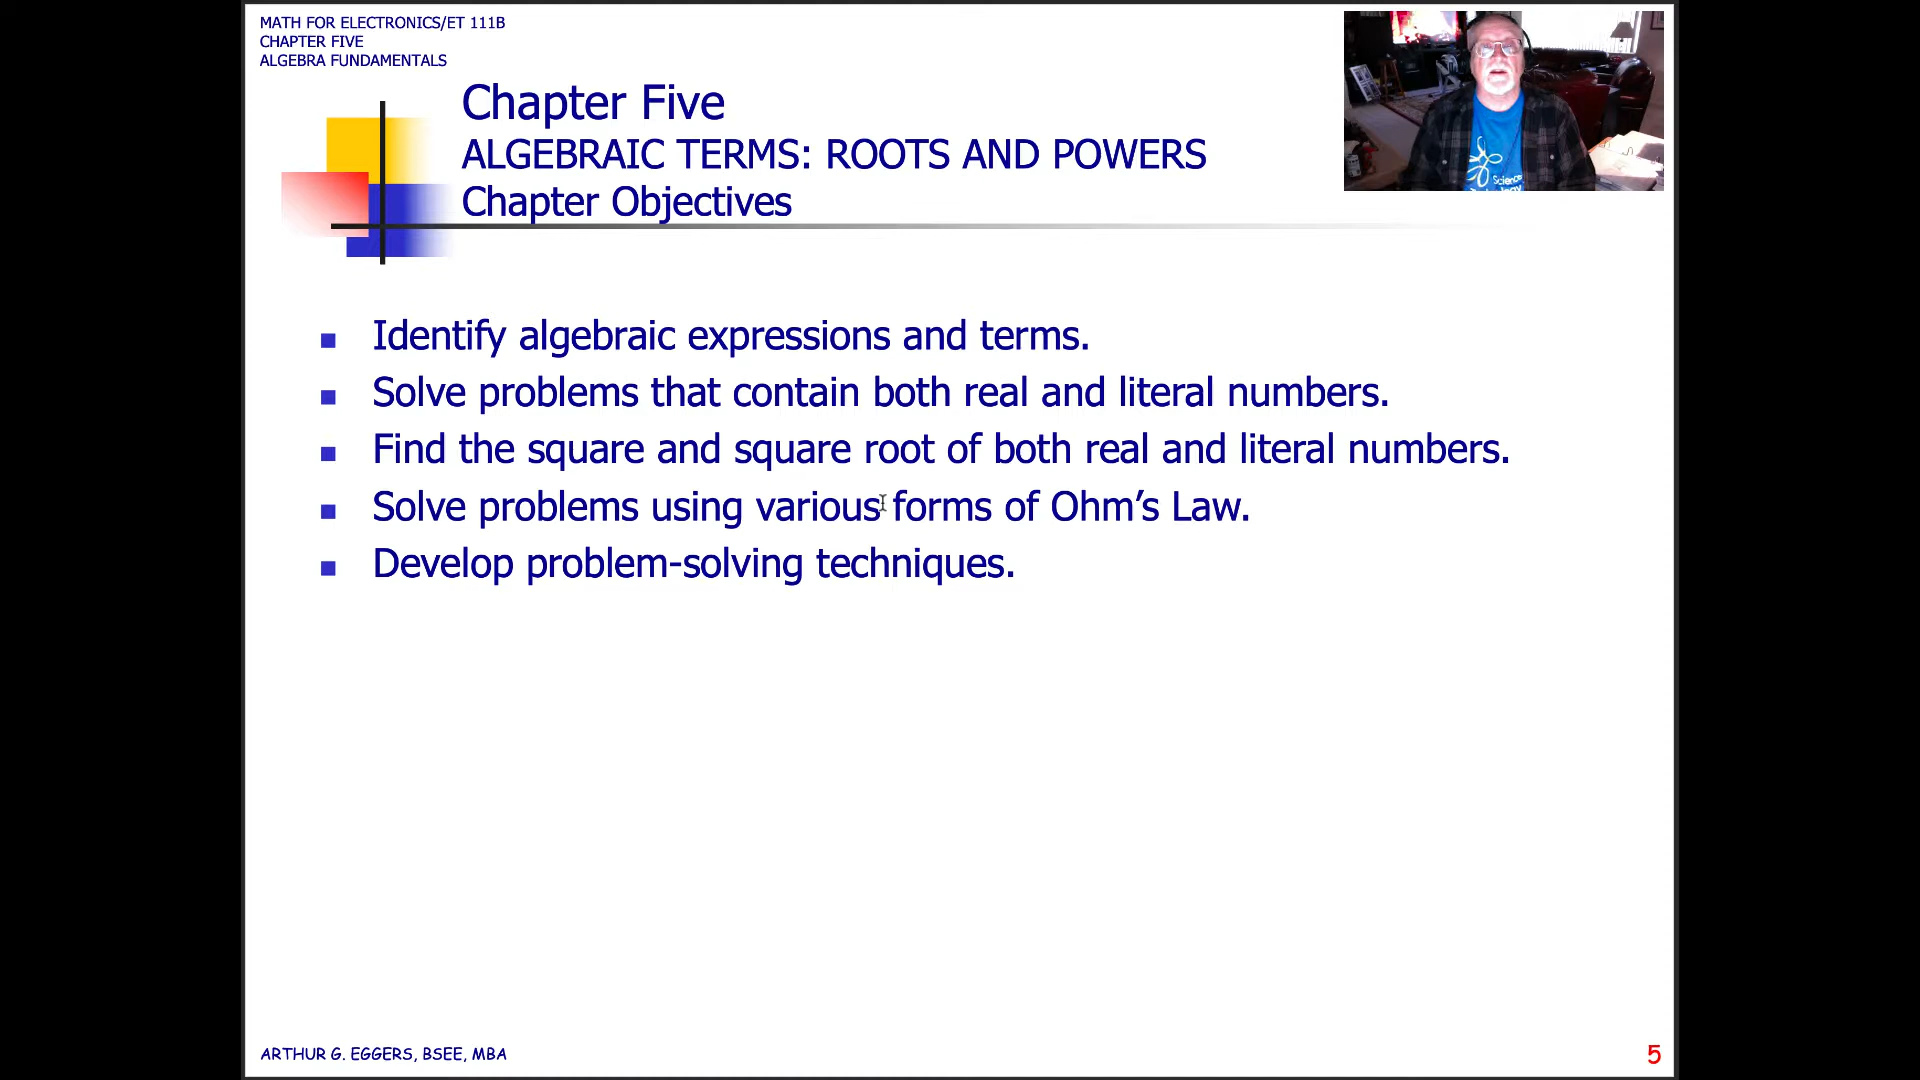 MATH FOR ELECTRONICS/ET 111B
CHAPTER FIVE
ALGEBRA FUNDAMENTALS
Chapter Five
ALGEBRAIC TERMS: ROOTS AND POWERS
Chapter Objectives
Identify algebraic expressions and terms.
Solve problems that contain both real and literal numbers.
Find the square and square root of both real and literal numbers.
Solve problems using various forms of Ohm’s Law.
Develop problem-solving techniques.
ARTHUR G. EGGERS, BSEE, MBA
5